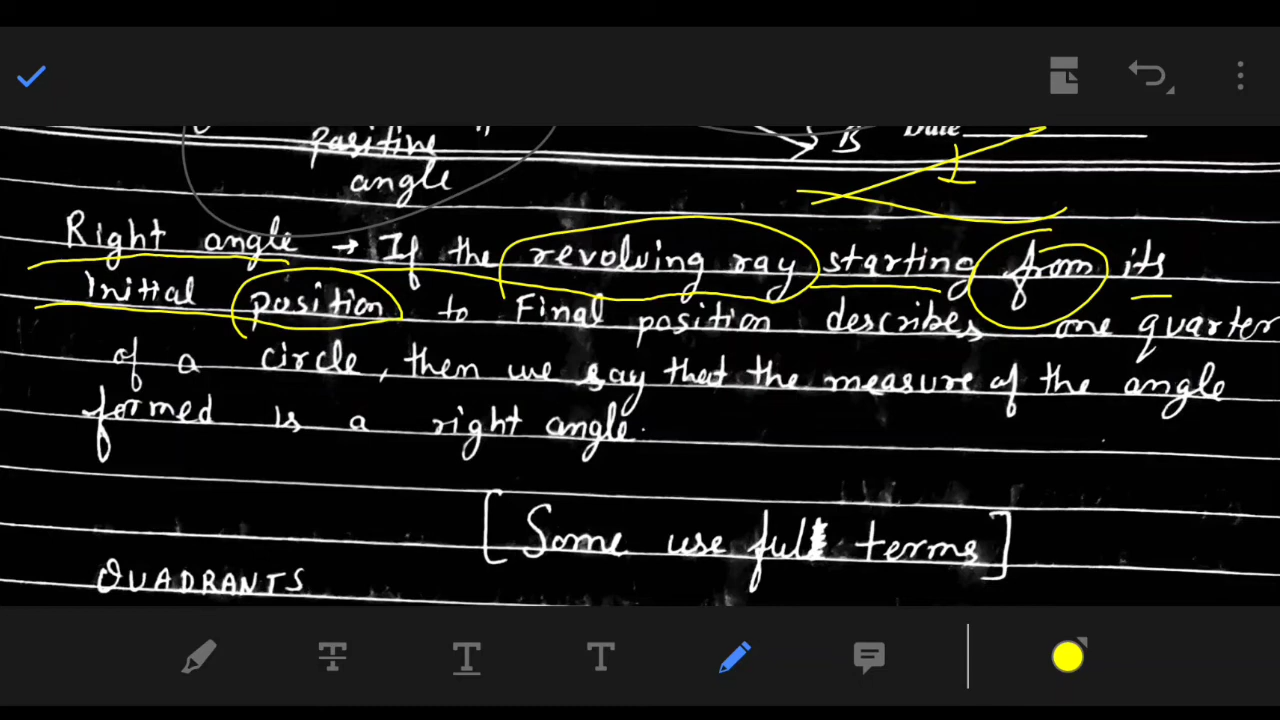 positive
angle
B
Date
Right angle → If the revolving ray starting from its
Initial position to Final position describes one quarter
of a circle, then we say that the measure of the angle
formed is a right angle.
[Some use full terms]
QUADRANTS
T T